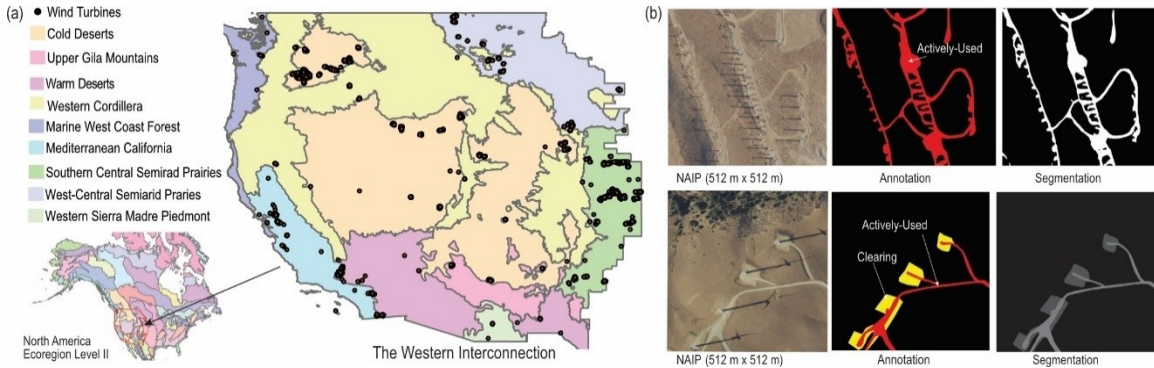 (a)
Wind Turbines
Cold Deserts
Upper Gila Mountains
Warm Deserts
Western Cordillera
Marine West Coast Forest
Mediterranean California
Southern Central Semirad Prairies
West-Central Semiarid Praries
Western Sierra Madre Piedmont
North America
Ecoregion Level II
The Western Interconnection
(b)
Actively-Used
NAIP (512 m x 512 m)
Annotation
Segmentation
Actively-Used
Clearing
NAIP (512 m x 512 m)
Annotation
Segmentation